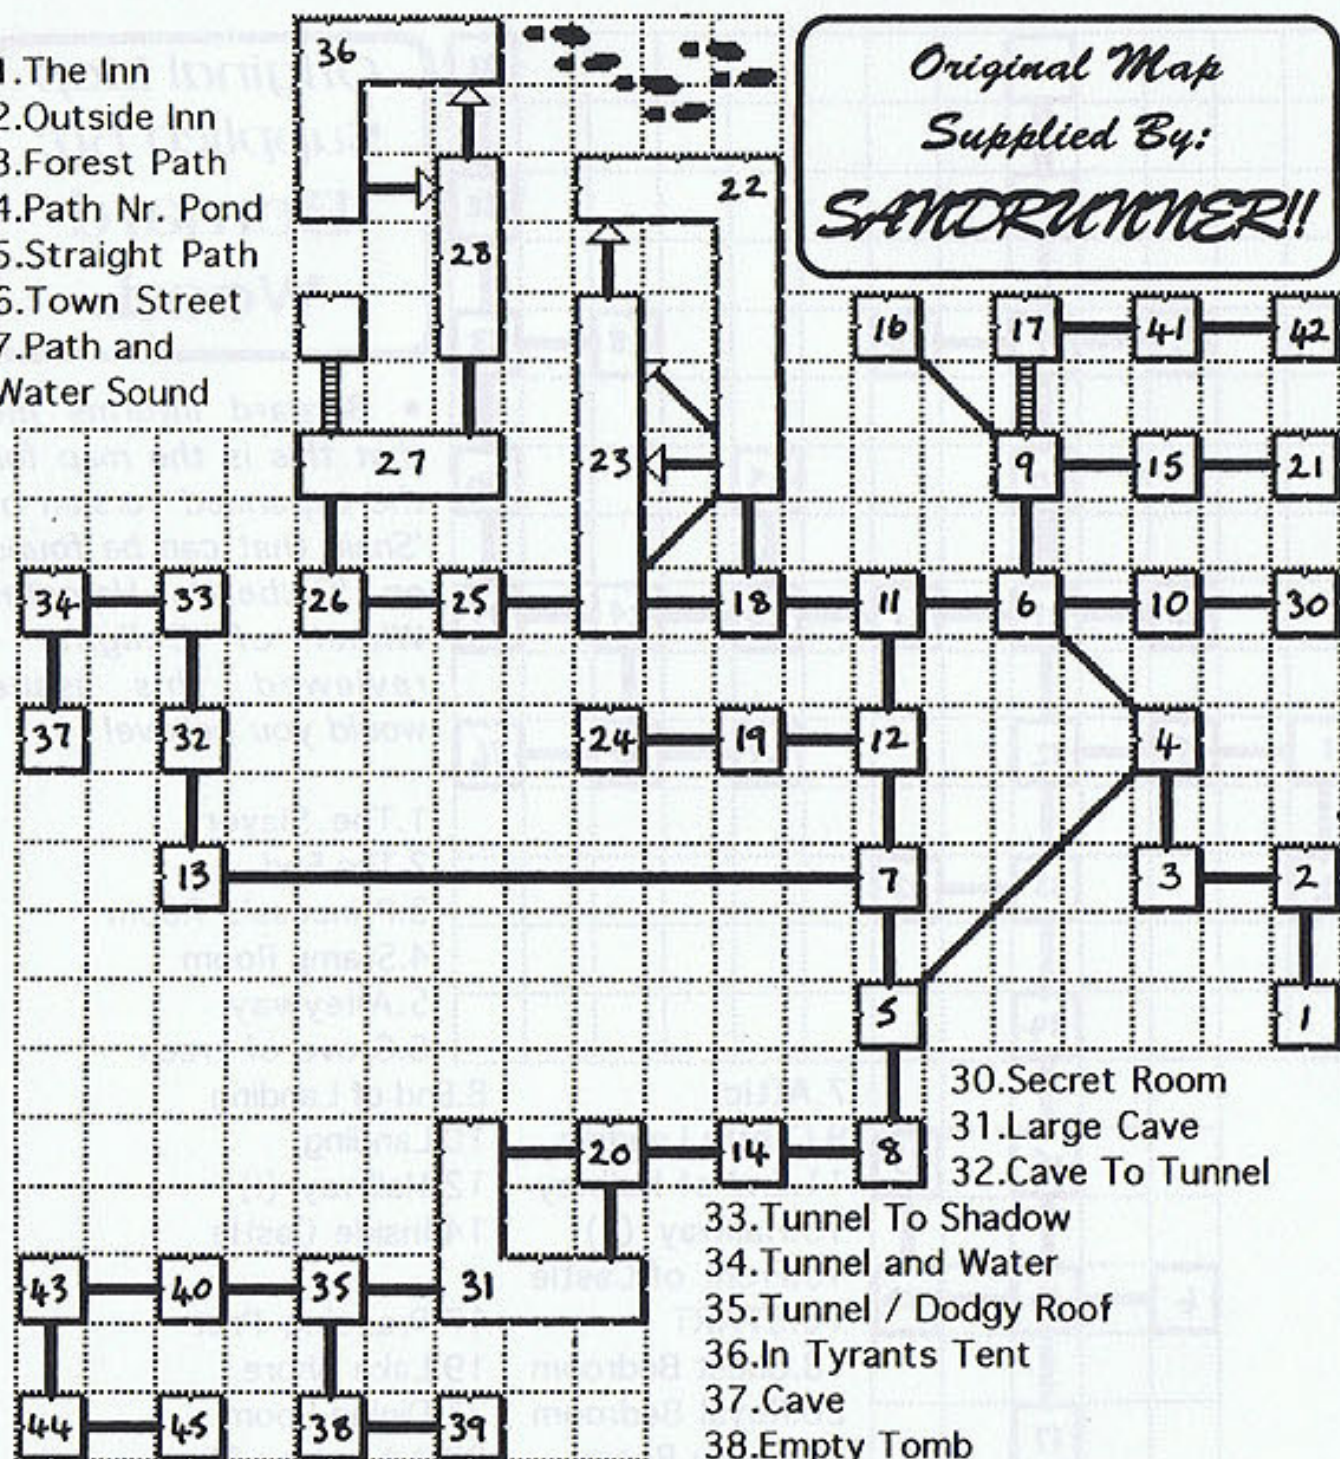 1.The Inn
2.Outside Inn
3.Forest Path
4.Path Nr. Pond
5.Straight Path
6.Town Street
7.Path and
Water Sound
Original Map
Supplied By:
SANDRUNNER!!
36
22
28
16 17 41 42
27
23
9 15 21
34 33 26 25 18 11 6 10 30
37 32 24 19 12 4
13 7 3 2
5 1
20 14 8
43 40 35 31
44 45 38 39
30.Secret Room
31.Large Cave
32.Cave To Tunnel
33.Tunnel To Shadow
34.Tunnel and Water
35.Tunnel / Dodgy Roof
36.In Tyrants Tent
37.Cave
38.Empty Tomb